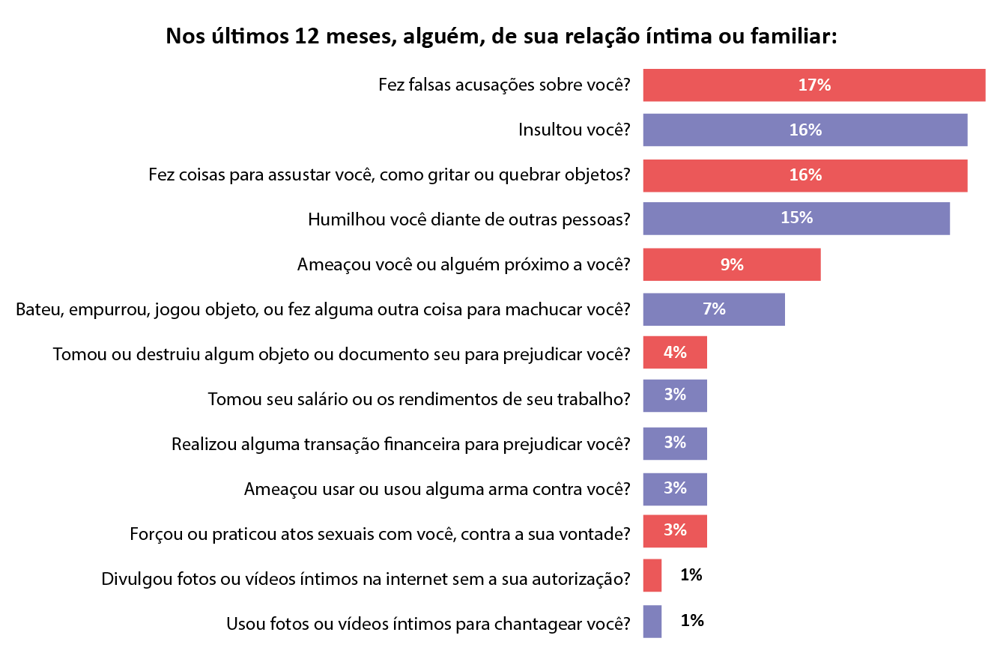 Nos últimos 12 meses, alguém, de sua relação íntima ou familiar:
Fez falsas acusações sobre você? 17%
Insultou você? 16%
Fez coisas para assustar você, como gritar ou quebrar objetos? 16%
Humilhou você diante de outras pessoas? 15%
Ameaçou você ou alguém próximo a você? 9%
Bateu, empurrou, jogou objeto, ou fez alguma outra coisa para machucar você? 7%
Tomou ou destruiu algum objeto ou documento seu para prejudicar você? 4%
Tomou seu salário ou os rendimentos de seu trabalho? 3%
Realizou alguma transação financeira para prejudicar você? 3%
Ameaçou usar ou usou alguma arma contra você? 3%
Forçou ou praticou atos sexuais com você, contra a sua vontade? 3%
Divulgou fotos ou vídeos íntimos na internet sem a sua autorização? 1%
Usou fotos ou vídeos íntimos para chantagear você? 1%